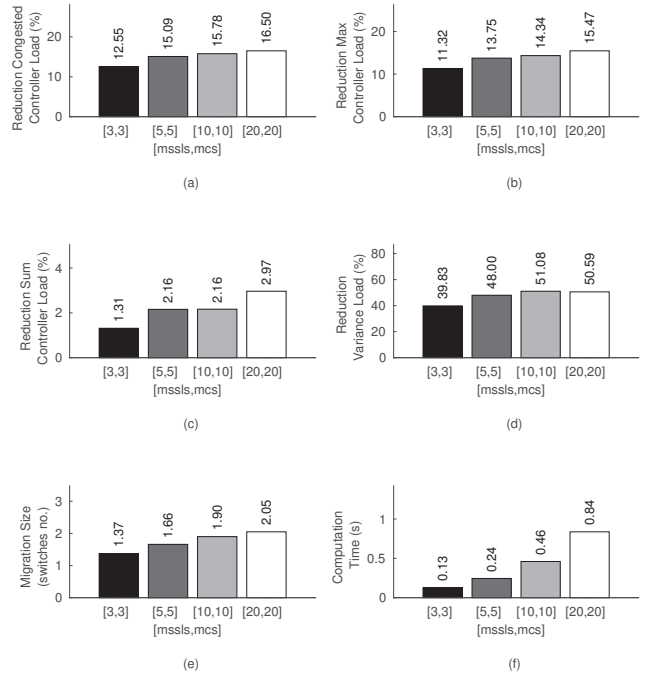 Reduction Congested
Controller Load (%)
20
10
0
12.55
15.09
15.78
16.50
[3,3] [5,5] [10,10] [20,20]
[mssls,mcs]
(a)
Reduction Max
Controller Load (%)
20
10
0
11.32
13.75
14.34
15.47
[3,3] [5,5] [10,10] [20,20]
[mssls,mcs]
(b)
Reduction Sum
Controller Load (%)
4
2
0
1.31
2.16
2.16
2.97
[3,3] [5,5] [10,10] [20,20]
[mssls,mcs]
(c)
Reduction
Variance Load (%)
80
60
40
20
0
39.83
48.00
51.08
50.59
[3,3] [5,5] [10,10] [20,20]
[mssls,mcs]
(d)
Migration Size
(switches no.)
3
2
1
0
1.37
1.66
1.90
2.05
[3,3] [5,5] [10,10] [20,20]
[mssls,mcs]
(e)
Computation
Time (s)
1
0.5
0
0.13
0.24
0.46
0.84
[3,3] [5,5] [10,10] [20,20]
[mssls,mcs]
(f)